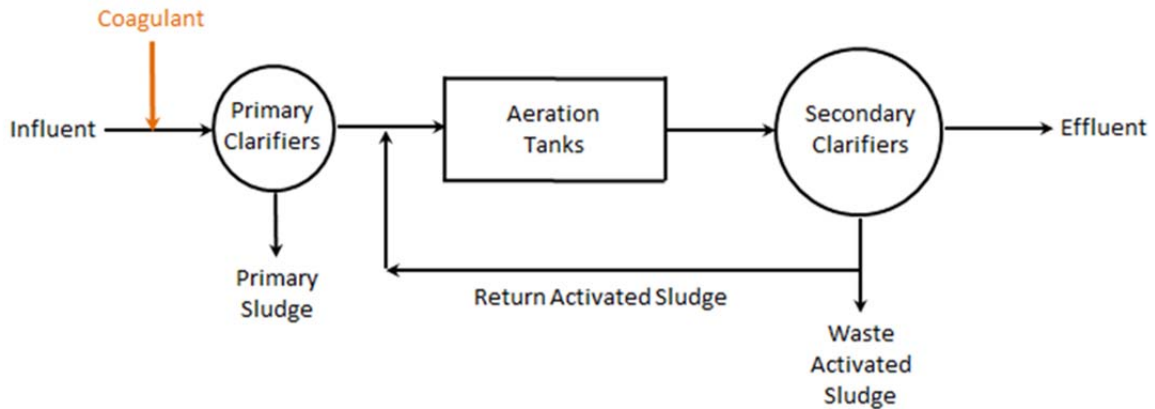 Coagulant
Influent
Primary
Clarifiers
Aeration
Tanks
Secondary
Clarifiers
Effluent
Primary
Sludge
Return Activated Sludge
Waste
Activated
Sludge